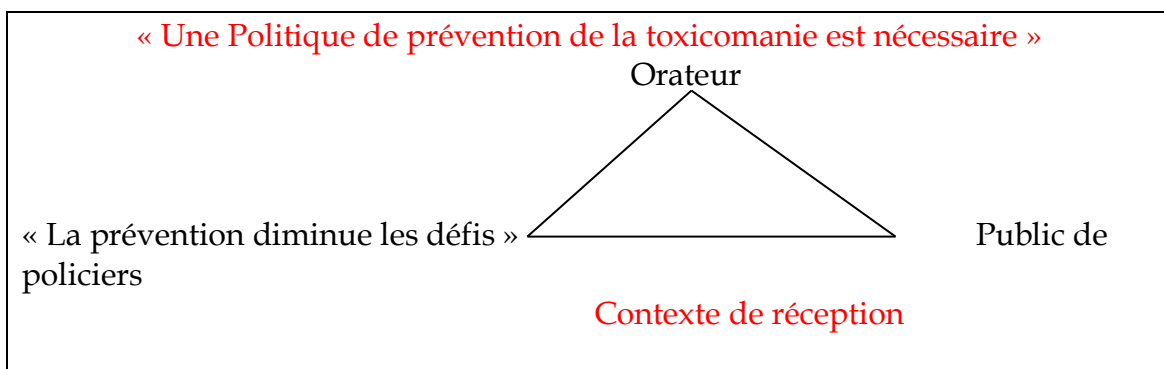 « Une Politique de prévention de la toxicomanie est nécessaire »
Orateur
« La prévention diminue les défis » Public de
policiers
Contexte de réception